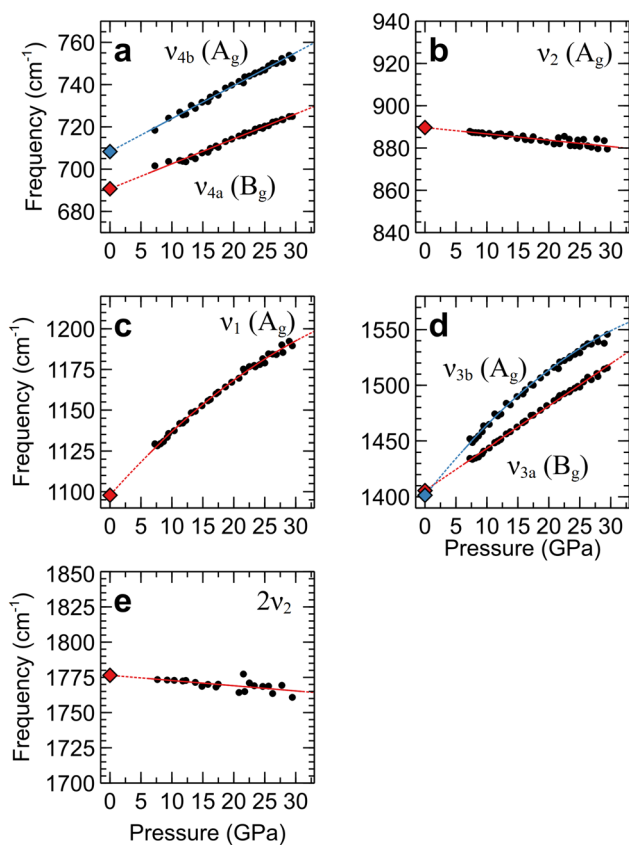 a
ν4b (Ag)
ν4a (Bg)
Frequency (cm-1)
760
740
720
700
680
0 5 10 15 20 25 30
b
ν2 (Ag)
940
920
900
880
860
840
0 5 10 15 20 25 30
c
ν1 (Ag)
Frequency (cm-1)
1200
1175
1150
1125
1100
0 5 10 15 20 25 30
d
ν3b (Ag)
ν3a (Bg)
1550
1500
1450
1400
0 5 10 15 20 25 30
Pressure (GPa)
e
2ν2
Frequency (cm-1)
1850
1825
1800
1775
1750
1725
1700
0 5 10 15 20 25 30
Pressure (GPa)